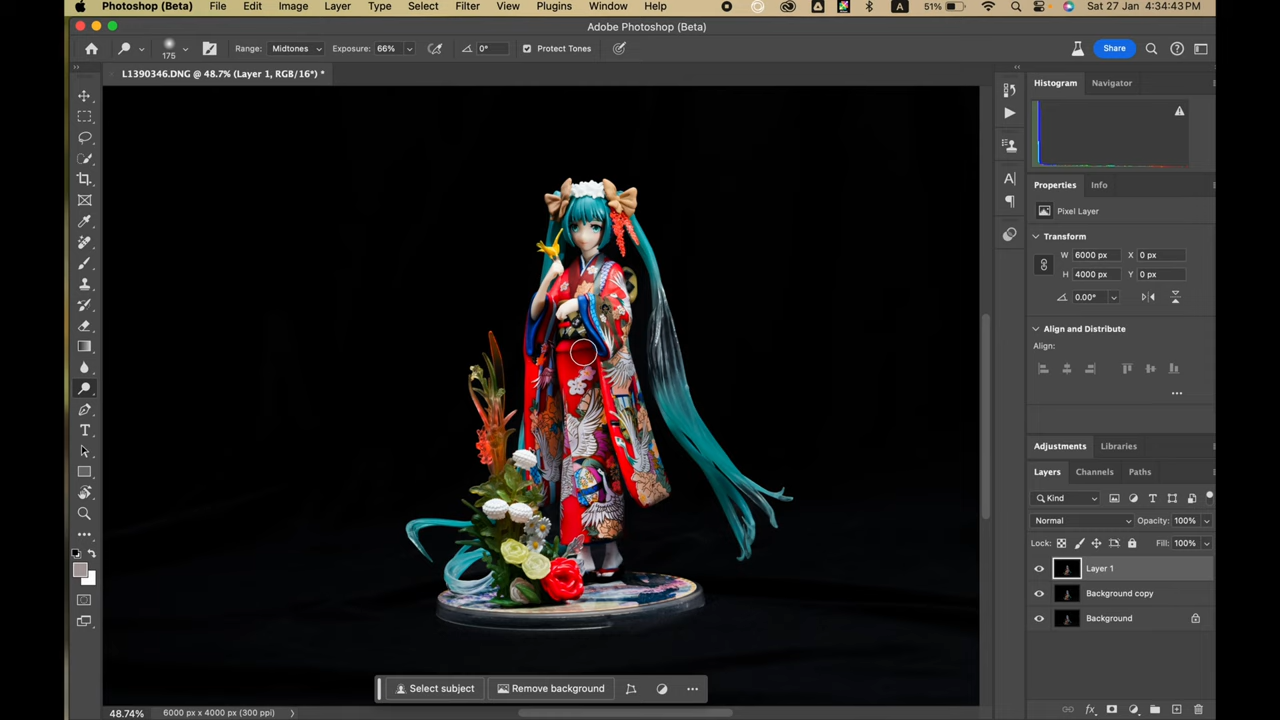 Photoshop (Beta) File Edit Image Layer Type Select Filter View Plugins Window Help A 51% Sat 27 Jan 4:34:43 PM
Adobe Photoshop (Beta)
175 Range: Midtones Exposure: 66% 0° Protect Tones Share
L1390346.DNG @ 48.7% (Layer 1, RGB/16*) *
Histogram Navigator
Properties Info
Pixel Layer
Transform
W 6000 px X 0 px
H 4000 px Y 0 px
0.00°
Align and Distribute
Align:
Adjustments Libraries
Layers Channels Paths
Kind
Normal Opacity: 100%
Lock: Fill: 100%
Layer 1
Background copy
Background
Select subject Remove background
48.74% 6000 px x 4000 px (300 ppi)